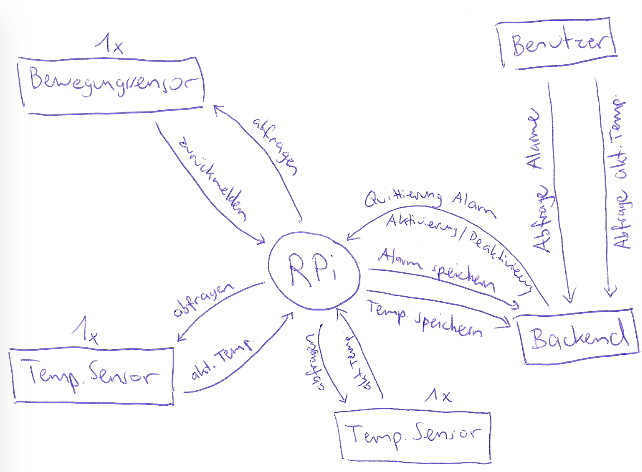 1x
Bewegungssensor
Benutzer
abfragen
zurückmelden
Abfrage Alarme
Abfrage akt. Temp.
Quittierung Alarm
Aktivierung/Deaktivierung
RPi
Alarm speichern
Temp. speichern
Backend
abfragen
1x
Temp. Sensor
akt. Temp.
abfragen
akt. Temp.
1x
Temp. Sensor